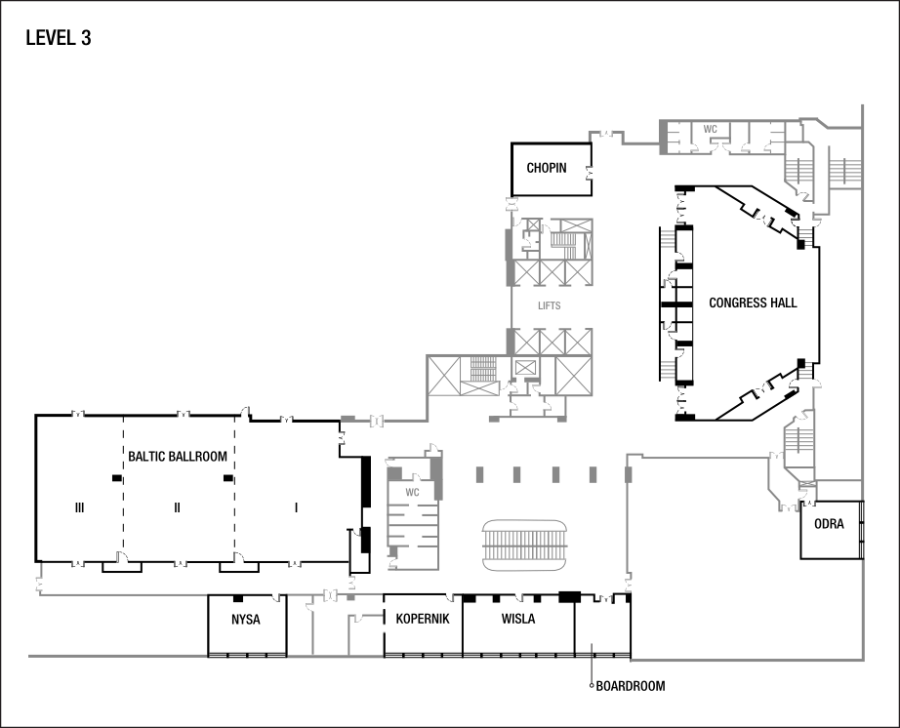 LEVEL 3
WC
CHOPIN
CONGRESS HALL
LIFTS
BALTIC BALLROOM
WC
III
II
I
ODRA
NYSA
KOPERNIK
WISLA
BOARDROOM